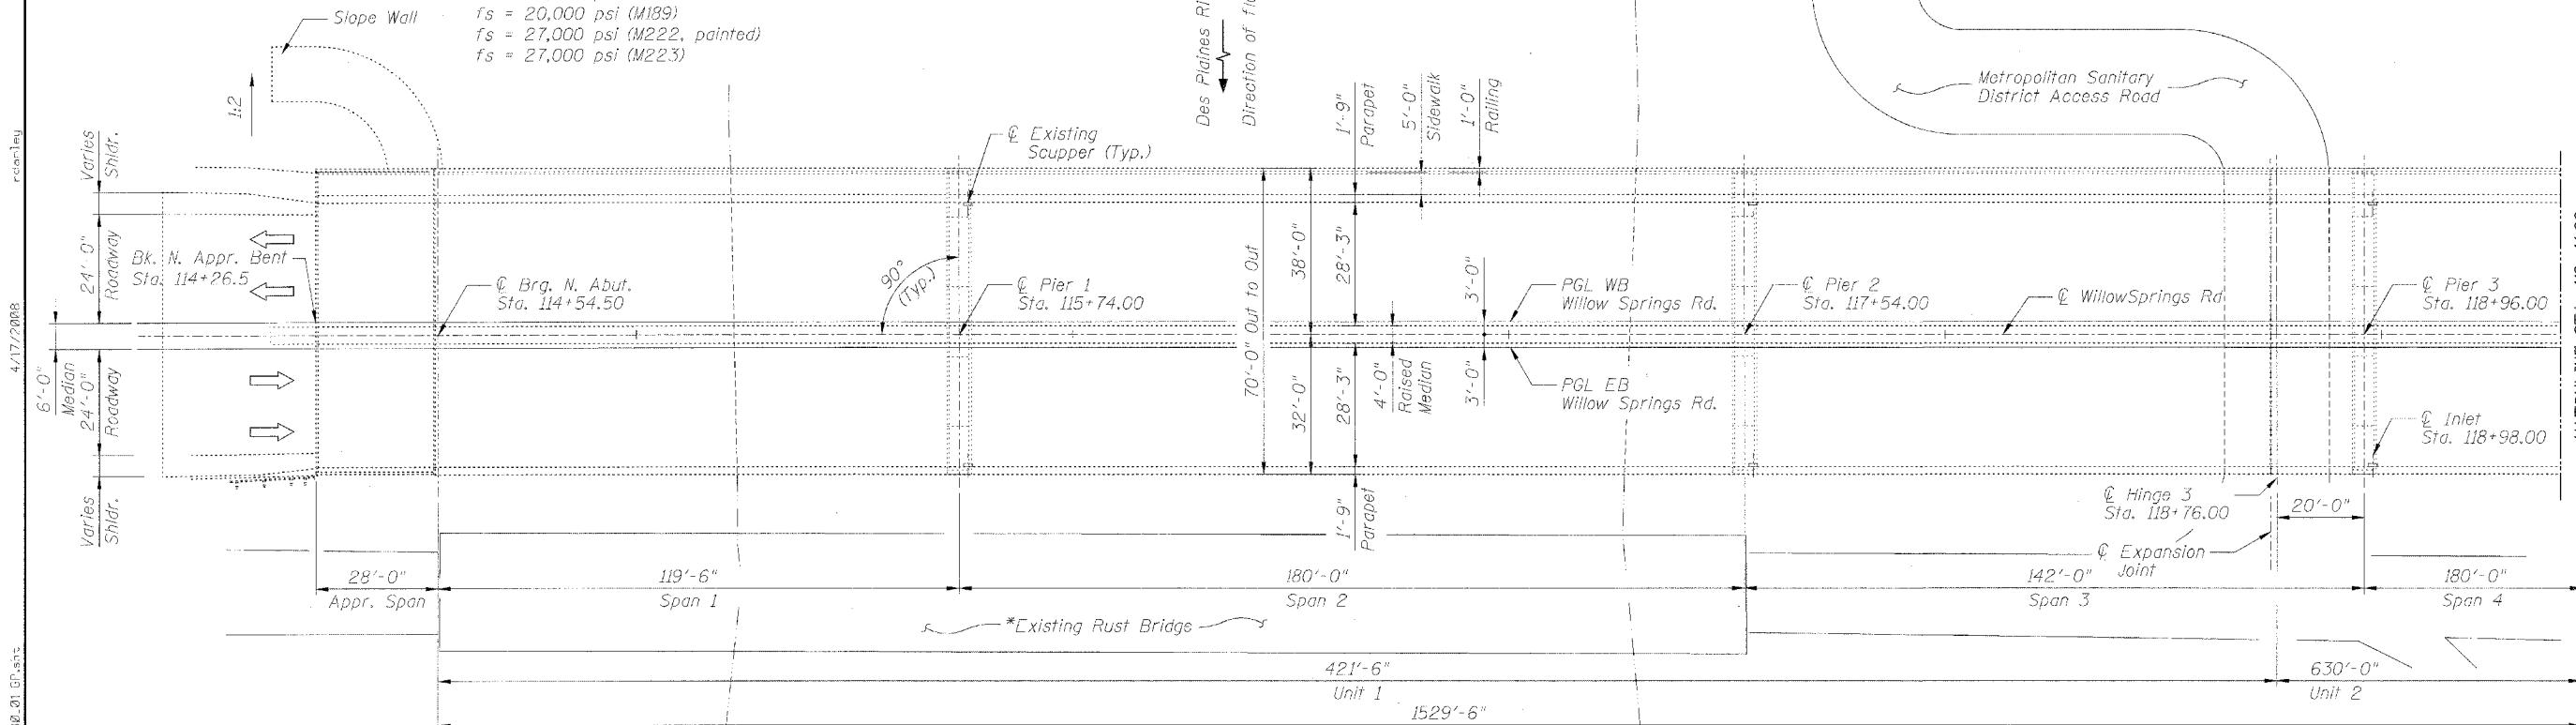 Slope Wall
fs = 20,000 psi (M189)
fs = 27,000 psi (M222, painted)
fs = 27,000 psi (M223)
1:2
Des Plaines
Direction of
Metropolitan Sanitary
District Access Road
1'-9"
Parapet
5'-0"
Sidewalk
1'-0"
Railing
℄ Existing
Scupper (Typ.)
Varies
Shldr.
24'-0"
Roadway
Bk. N. Appr. Bent
Sta. 114+26.5
℄ Brg. N. Abut.
Sta. 114+54.50
90°
(Typ.)
℄ Pier 1
Sta. 115+74.00
70'-0" Out to Out
38'-0"
28'-3"
3'-0"
PGL WB
Willow Springs Rd.
℄ Pier 2
Sta. 117+54.00
℄ WillowSprings Rd
℄ Pier 3
Sta. 118+96.00
6'-0"
Median
24'-0"
Roadway
32'-0"
28'-3"
4'-0"
Raised
Median
3'-0"
PGL EB
Willow Springs Rd.
℄ Inlet
Sta. 118+98.00
Varies
Shldr.
1'-9"
Parapet
℄ Hinge 3
Sta. 118+76.00
20'-0"
℄ Expansion
Joint
28'-0"
Appr. Span
119'-6"
Span 1
180'-0"
Span 2
142'-0"
Span 3
180'-0"
Span 4
*Existing Rust Bridge
421'-6"
Unit 1
630'-0"
Unit 2
1529'-6"
4/17/2008